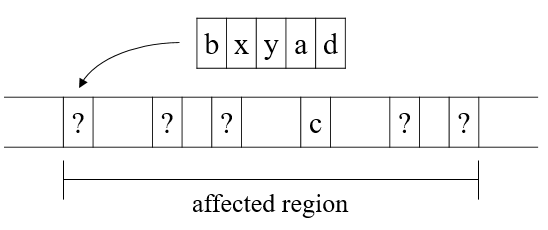 b x y a d
? ? ? c ? ?
affected region